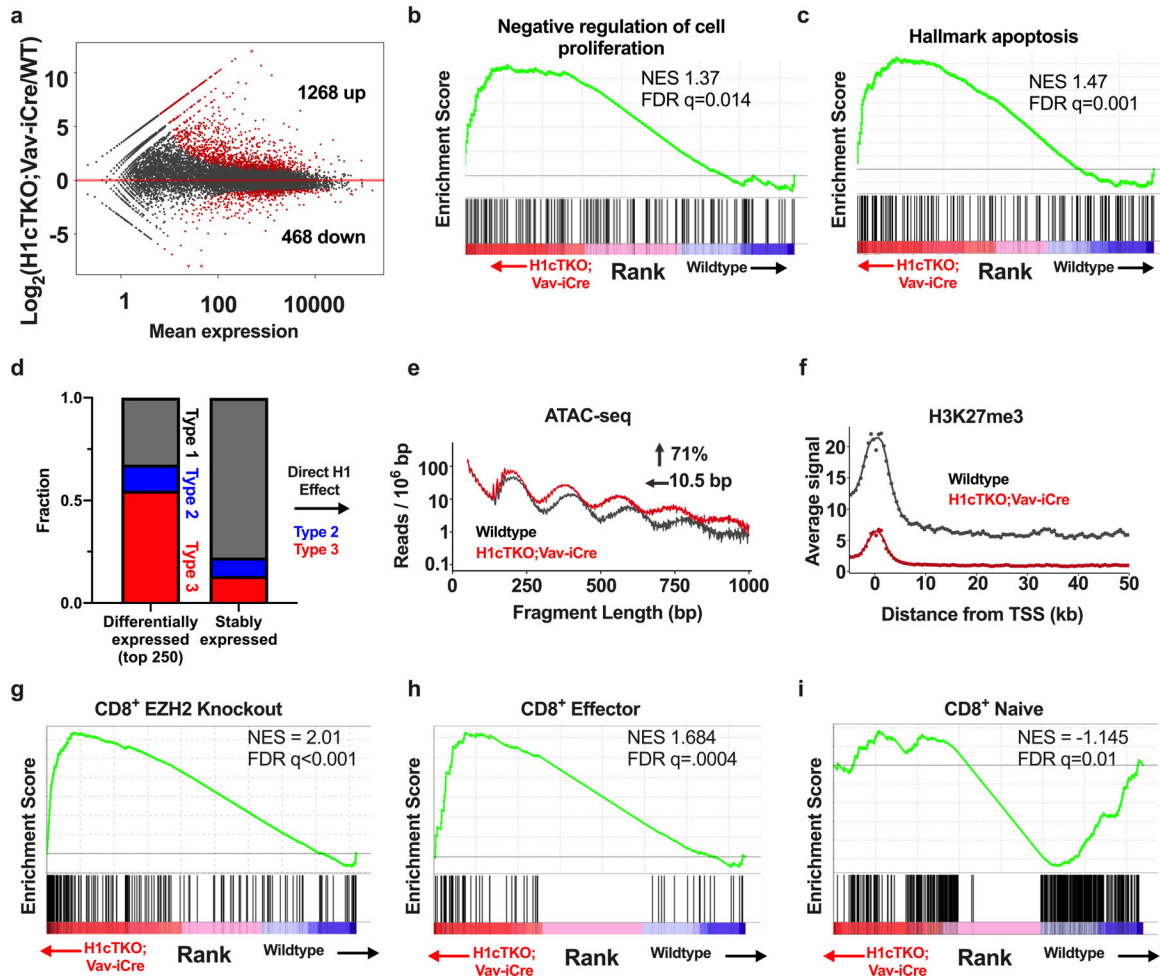 a
Log2(H1cTKO;Vav-iCre/WT)
10
5
0
-5
1268 up
468 down
1
100
10000
Mean expression
b
Negative regulation of cell
proliferation
NES 1.37
FDR q=0.014
Enrichment Score
H1cTKO;
Vav-iCre
Rank
Wildtype
c
Hallmark apoptosis
NES 1.47
FDR q=0.001
Enrichment Score
H1cTKO;
Vav-iCre
Rank
Wildtype
d
Fraction
1.0
0.5
0.0
Type 1
Type 2
Type 3
Direct H1
Effect
Type 2
Type 3
Differentially
expressed
(top 250)
Stably
expressed
e
ATAC-seq
71%
10.5 bp
Reads / 10⁶ bp
100
10
1
0.1
Wildtype
H1cTKO;Vav-iCre
0
250
500
750
1000
Fragment Length (bp)
f
H3K27me3
Average signal
20
15
10
5
0
Wildtype
H1cTKO;Vav-iCre
0
10
20
30
40
50
Distance from TSS (kb)
g
CD8⁺ EZH2 Knockout
NES = 2.01
FDR q<0.001
Enrichment Score
H1cTKO;
Vav-iCre
Rank
Wildtype
h
CD8⁺ Effector
NES 1.684
FDR q=.0004
Enrichment Score
H1cTKO;
Vav-iCre
Rank
Wildtype
i
CD8⁺ Naive
NES = -1.145
FDR q=0.01
Enrichment Score
H1cTKO;
Vav-iCre
Rank
Wildtype